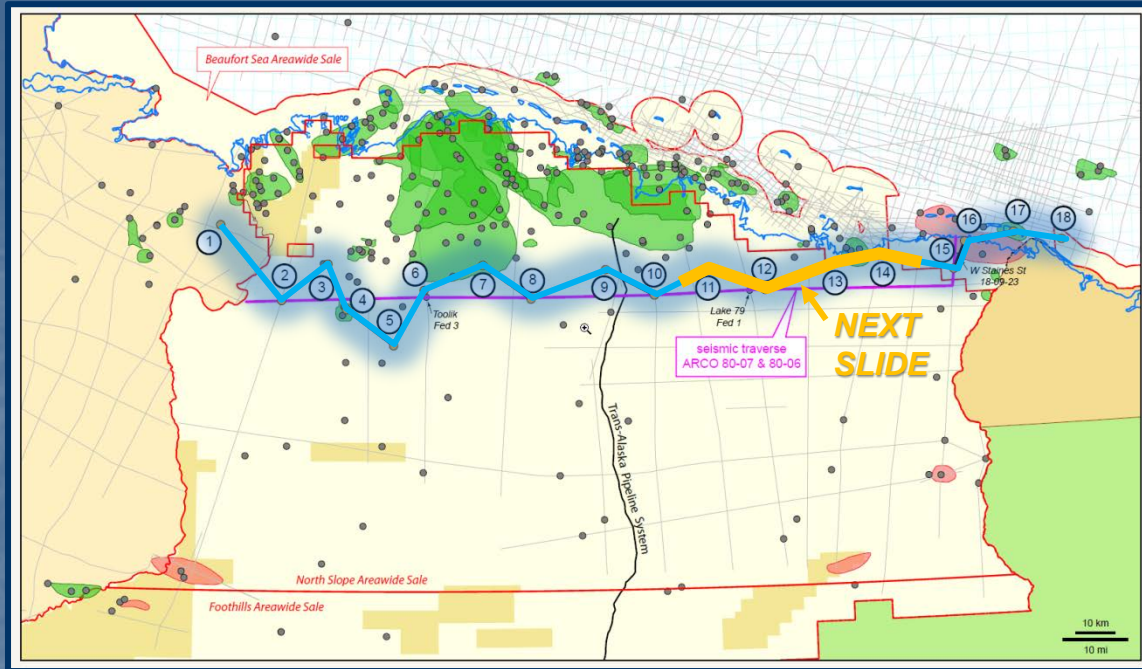 Beaufort Sea Areawide Sale
1
2
3
4
5
6
7
8
9
10
11
12
13
14
15
16
17
18
Toolik
Fed 3
Lake 79
Fed 1
W Staines St
18-09-23
seismic traverse
ARCO 80-07 & 80-06
NEXT
SLIDE
Trans-Alaska Pipeline System
North Slope Areawide Sale
Foothills Areawide Sale
10 km
10 mi